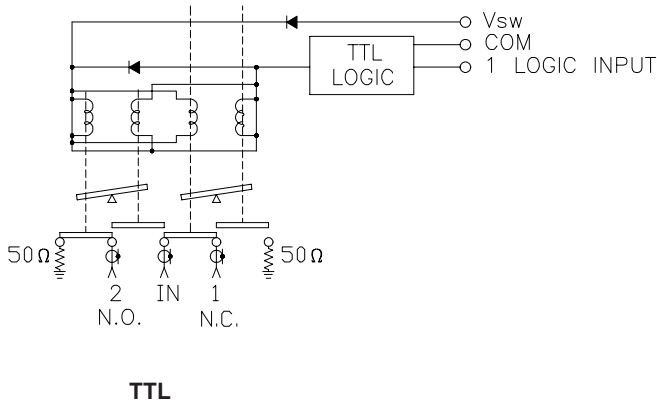 Vsw
COM
1 LOGIC INPUT
TTL
LOGIC
50Ω
50Ω
2 IN 1
N.O. N.C.
TTL